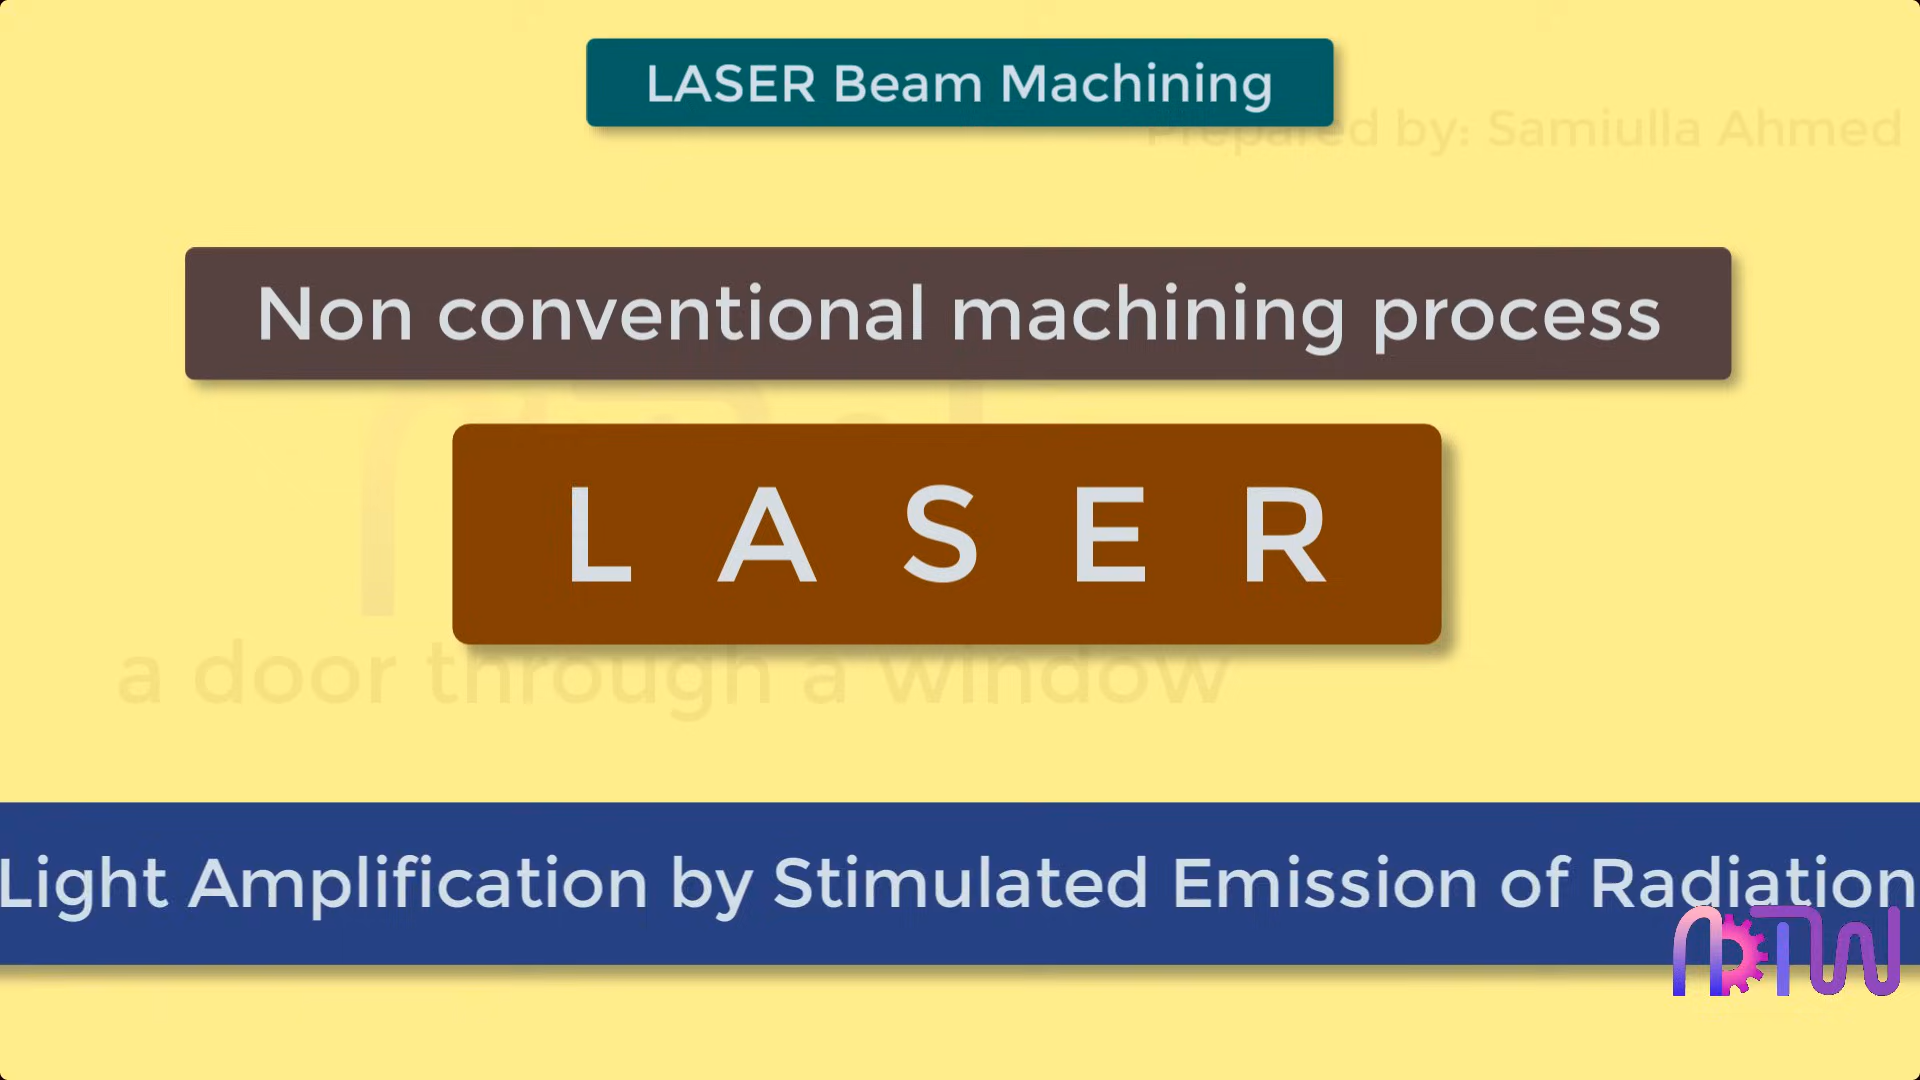 LASER Beam Machining
Prepared by: Samiulla Ahmed
Non conventional machining process
L A S E R
a door through a window
Light Amplification by Stimulated Emission of Radiation
ADTW